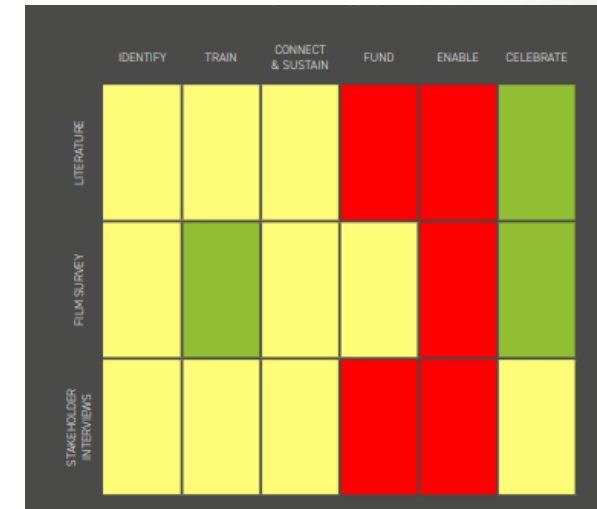 IDENTIFY
TRAIN
CONNECT
& SUSTAIN
FUND
ENABLE
CELEBRATE
LITERATURE
FILM SURVEY
STAKEHOLDER
INTERVIEWS